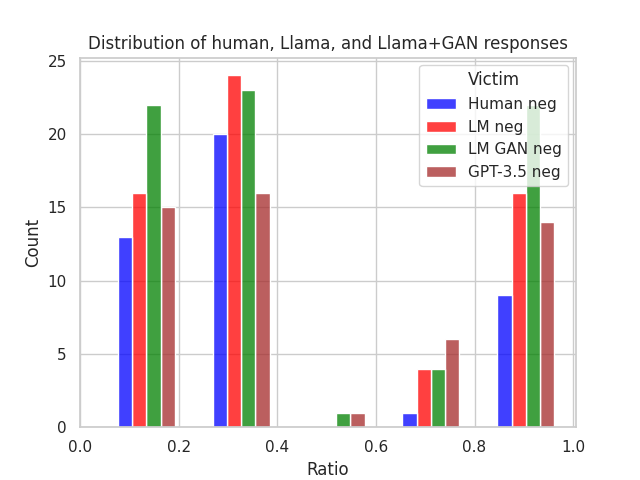 Distribution of human, Llama, and Llama+GAN responses
Victim
Human neg
LM neg
LM GAN neg
GPT-3.5 neg
25
20
15
10
5
0
Count
0.0 0.2 0.4 0.6 0.8 1.0
Ratio